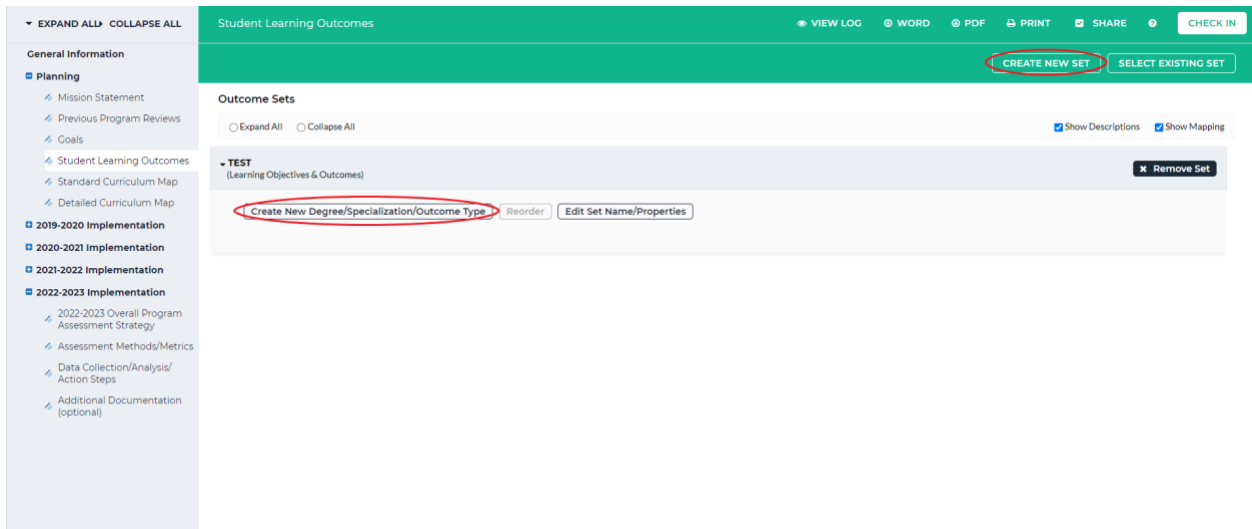 EXPAND ALL COLLAPSE ALL
General Information
Planning
Mission Statement
Previous Program Reviews
Goals
Student Learning Outcomes
Standard Curriculum Map
Detailed Curriculum Map
2019-2020 Implementation
2020-2021 Implementation
2021-2022 Implementation
2022-2023 Implementation
2022-2023 Overall Program
Assessment Strategy
Assessment Methods/Metrics
Data Collection/Analysis/
Action Steps
Additional Documentation
(optional)
Student Learning Outcomes VIEW LOG WORD PDF PRINT SHARE ? CHECK IN
CREATE NEW SET SELECT EXISTING SET
Outcome Sets
Expand All Collapse All Show Descriptions Show Mapping
TEST
(Learning Objectives & Outcomes)
Remove Set
Create New Degree/Specialization/Outcome Type Reorder Edit Set Name/Properties